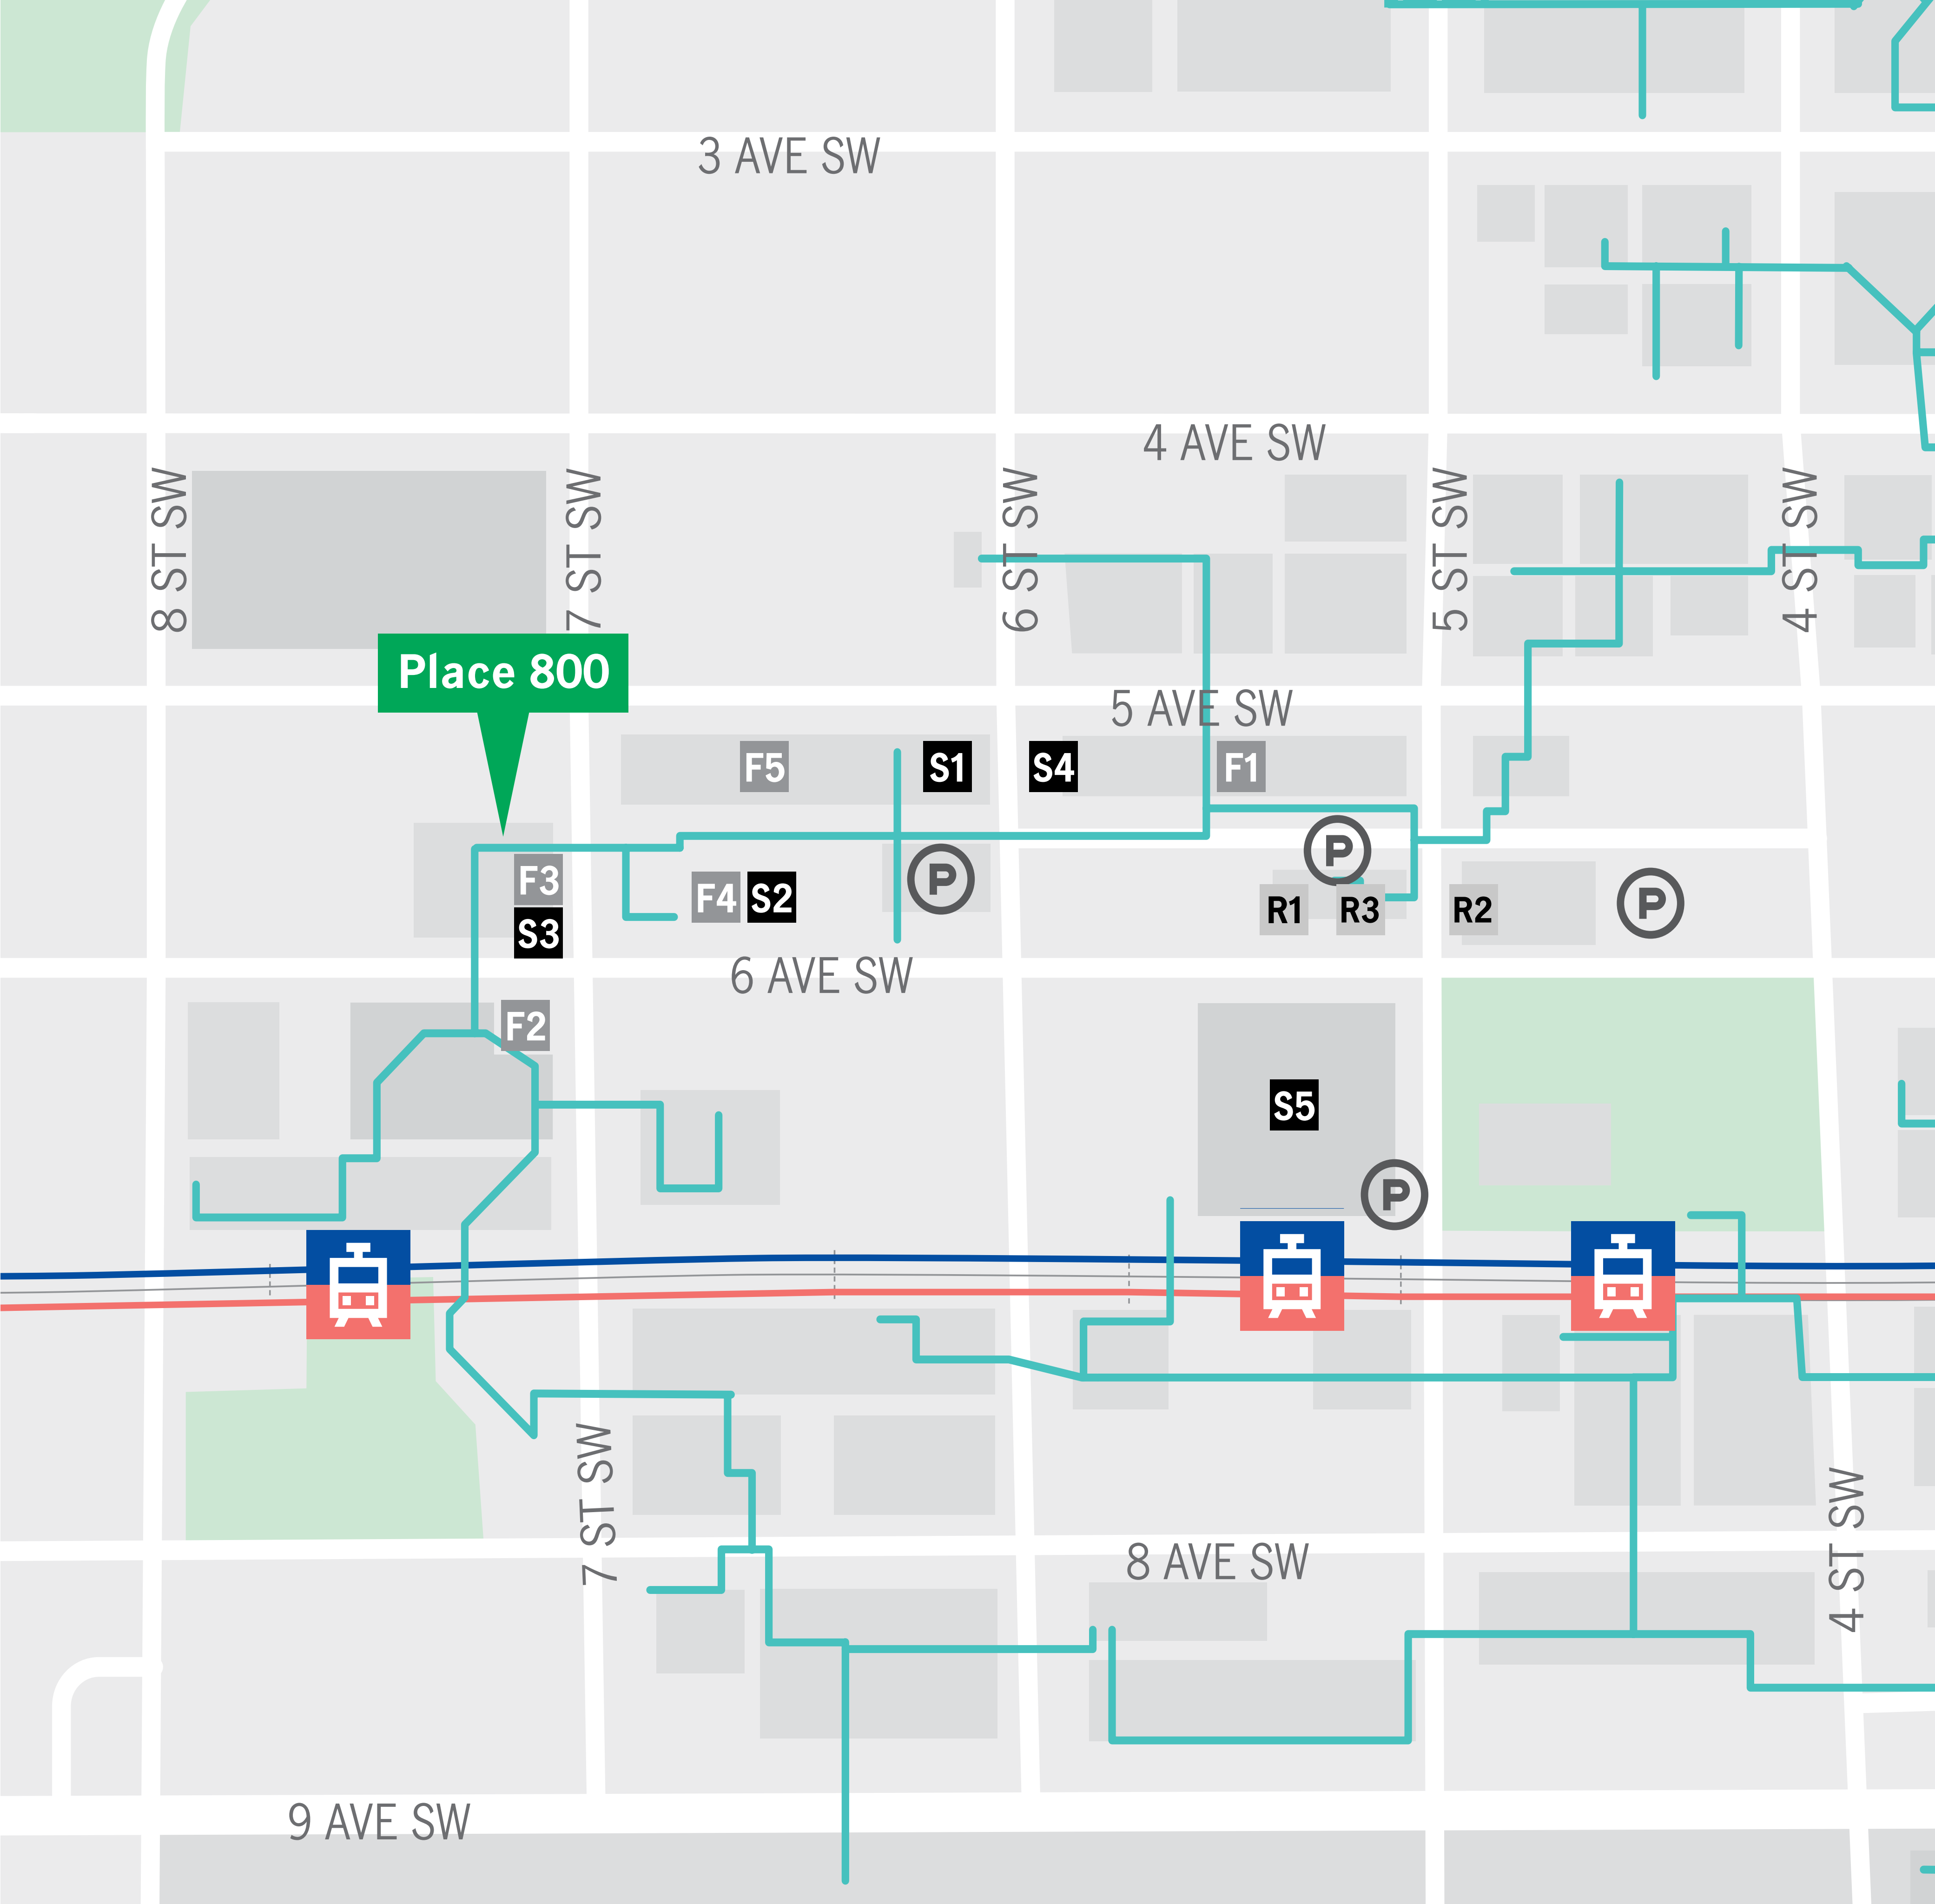 3 AVE SW
4 AVE SW
8 ST SW
7 ST SW
6 ST SW
5 ST SW
4 ST SW
Place 800
5 AVE SW
F5
S1
S4
F1
P
F3
F4
S2
P
R1
R3
R2
P
S3
6 AVE SW
F2
S5
P
7 ST SW
8 AVE SW
4 ST SW
9 AVE SW